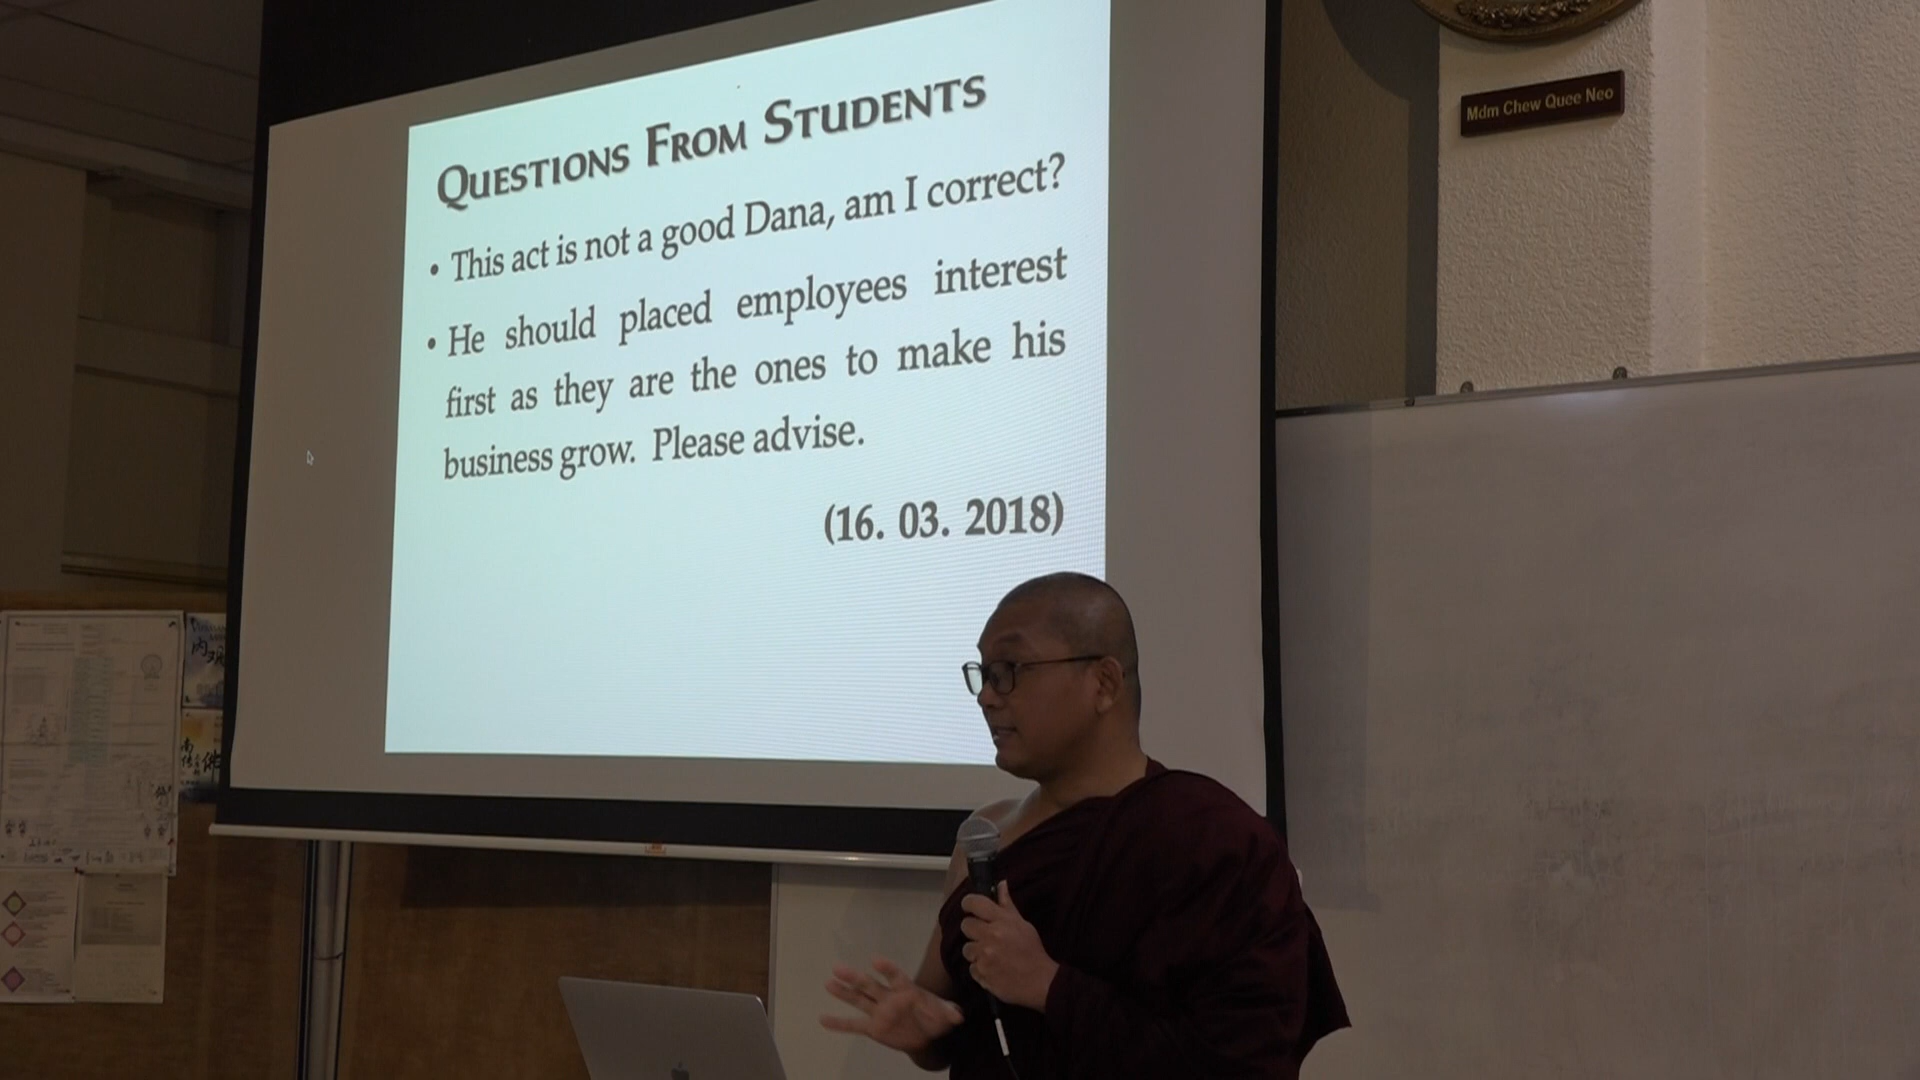 QUESTIONS FROM STUDENTS
• This act is not a good Dana, am I correct?
• He should placed employees interest
first as they are the ones to make his
business grow. Please advise.
(16. 03. 2018)
Mdm Chew Quee Neo